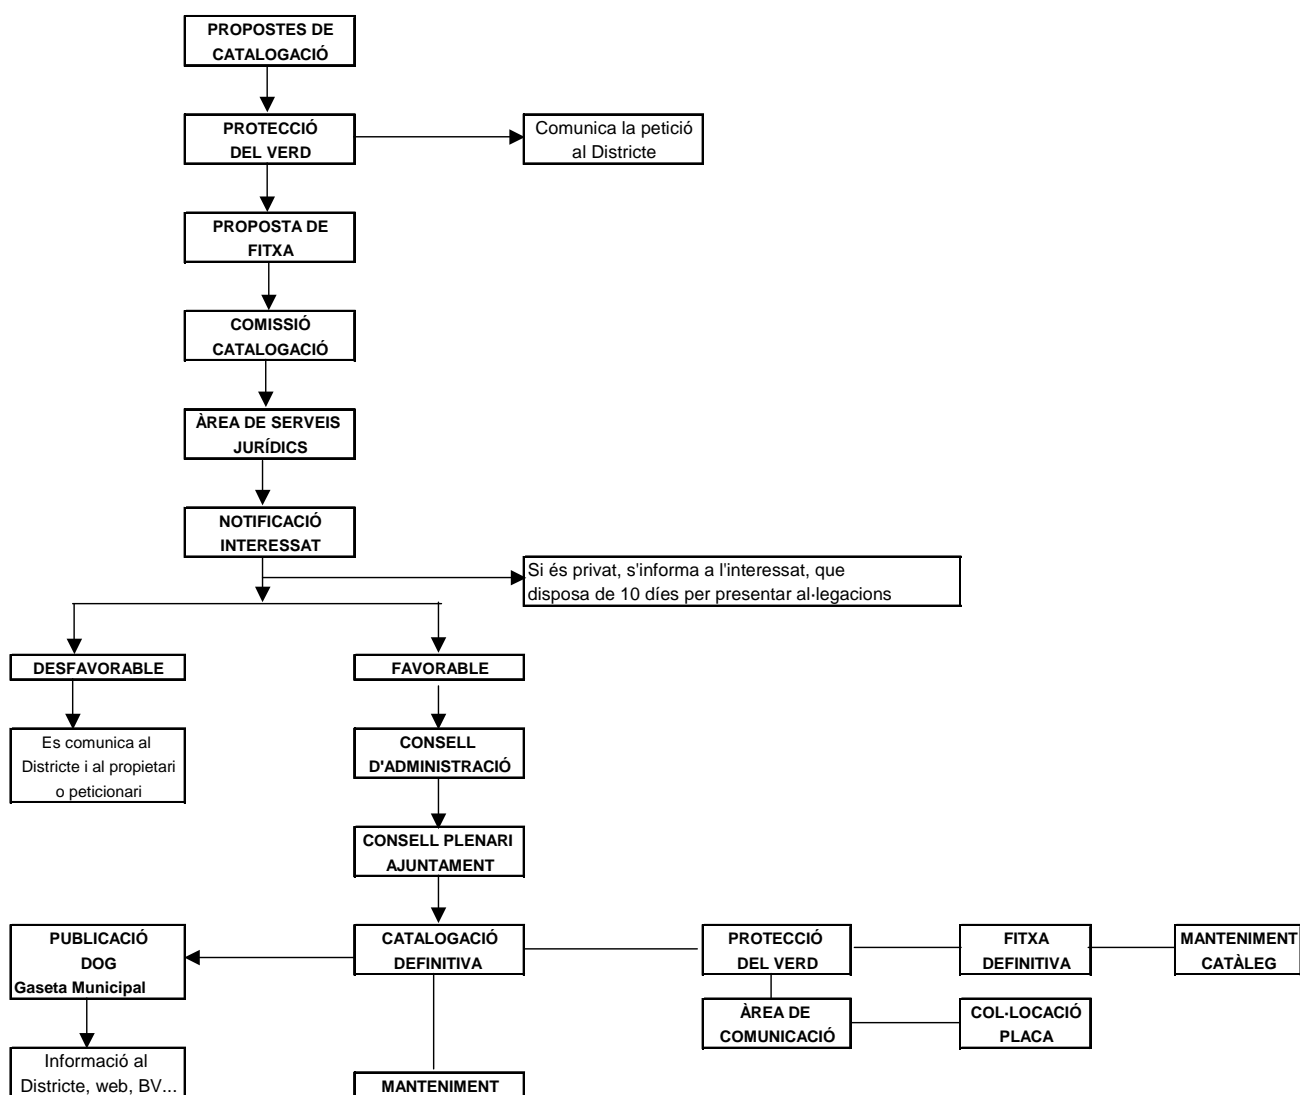 PROPOSTES DE
CATALOGACIÓ
PROTECCIÓ
DEL VERD
Comunica la petició
al Districte
PROPOSTA DE
FITXA
COMISSIÓ
CATALOGACIÓ
ÀREA DE SERVEIS
JURÍDICS
NOTIFICACIÓ
INTERESSAT
Si és privat, s'informa a l'interessat, que
disposa de 10 díes per presentar al·legacions
DESFAVORABLE
FAVORABLE
Es comunica al
Districte i al propietari
o peticionari
CONSELL
D'ADMINISTRACIÓ
CONSELL PLENARI
AJUNTAMENT
PUBLICACIÓ
DOG
Gaseta Municipal
CATALOGACIÓ
DEFINITIVA
PROTECCIÓ
DEL VERD
FITXA
DEFINITIVA
MANTENIMENT
CATÀLEG
ÀREA DE
COMUNICACIÓ
COL·LOCACIÓ
PLACA
Informació al
Districte, web, BV...
MANTENIMENT